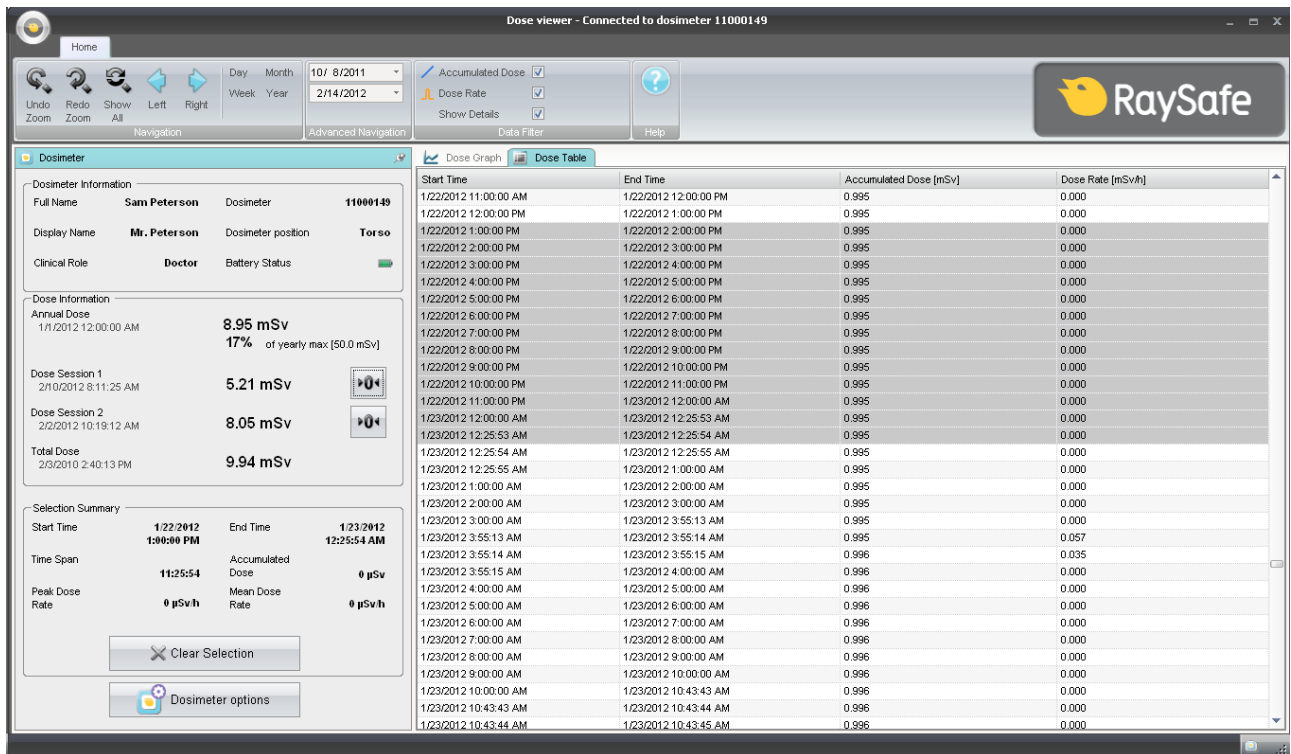 Dose viewer - Connected to dosimeter 11000149
Home
Undo Zoom
Redo Zoom
Show All
Left
Right
Day Month
Week Year
10/ 8/2011
2/14/2012
Accumulated Dose
Dose Rate
Show Details
Navigation
Advanced Navigation
Data Filter
Help
RaySafe
Dosimeter
Dosimeter Information
Full Name Sam Peterson Dosimeter 11000149
Display Name Mr. Peterson Dosimeter position Torso
Clinical Role Doctor Battery Status
Dose Information
Annual Dose
1/1/2012 12:00:00 AM 8.95 mSv
17% of yearly max [50.0 mSv]
Dose Session 1
2/10/2012 8:11:25 AM 5.21 mSv
0
Dose Session 2
2/2/2012 10:19:12 AM 8.05 mSv
0
Total Dose
2/3/2010 2:40:13 PM 9.94 mSv
Selection Summary
Start Time 1/22/2012 1:00:00 PM End Time 1/23/2012 12:25:54 AM
Time Span 11:25:54 Accumulated Dose 0 µSv
Peak Dose Rate 0 µSv/h Mean Dose Rate 0 µSv/h
Clear Selection
Dosimeter options
Dose Graph Dose Table
Start Time End Time Accumulated Dose [mSv] Dose Rate [mSv/h]
1/22/2012 11:00:00 AM 1/22/2012 12:00:00 PM 0.995 0.000
1/22/2012 12:00:00 PM 1/22/2012 1:00:00 PM 0.995 0.000
1/22/2012 1:00:00 PM 1/22/2012 2:00:00 PM 0.995 0.000
1/22/2012 2:00:00 PM 1/22/2012 3:00:00 PM 0.995 0.000
1/22/2012 3:00:00 PM 1/22/2012 4:00:00 PM 0.995 0.000
1/22/2012 4:00:00 PM 1/22/2012 5:00:00 PM 0.995 0.000
1/22/2012 5:00:00 PM 1/22/2012 6:00:00 PM 0.995 0.000
1/22/2012 6:00:00 PM 1/22/2012 7:00:00 PM 0.995 0.000
1/22/2012 7:00:00 PM 1/22/2012 8:00:00 PM 0.995 0.000
1/22/2012 8:00:00 PM 1/22/2012 9:00:00 PM 0.995 0.000
1/22/2012 9:00:00 PM 1/22/2012 10:00:00 PM 0.995 0.000
1/22/2012 10:00:00 PM 1/22/2012 11:00:00 PM 0.995 0.000
1/22/2012 11:00:00 PM 1/23/2012 12:00:00 AM 0.995 0.000
1/23/2012 12:00:00 AM 1/23/2012 12:25:53 AM 0.995 0.000
1/23/2012 12:25:53 AM 1/23/2012 12:25:54 AM 0.995 0.000
1/23/2012 12:25:54 AM 1/23/2012 12:25:55 AM 0.995 0.000
1/23/2012 12:25:55 AM 1/23/2012 1:00:00 AM 0.995 0.000
1/23/2012 1:00:00 AM 1/23/2012 2:00:00 AM 0.995 0.000
1/23/2012 2:00:00 AM 1/23/2012 3:00:00 AM 0.995 0.000
1/23/2012 3:00:00 AM 1/23/2012 3:55:13 AM 0.995 0.000
1/23/2012 3:55:13 AM 1/23/2012 3:55:14 AM 0.995 0.057
1/23/2012 3:55:14 AM 1/23/2012 3:55:15 AM 0.996 0.035
1/23/2012 3:55:15 AM 1/23/2012 4:00:00 AM 0.996 0.000
1/23/2012 4:00:00 AM 1/23/2012 5:00:00 AM 0.996 0.000
1/23/2012 5:00:00 AM 1/23/2012 6:00:00 AM 0.996 0.000
1/23/2012 6:00:00 AM 1/23/2012 7:00:00 AM 0.996 0.000
1/23/2012 7:00:00 AM 1/23/2012 8:00:00 AM 0.996 0.000
1/23/2012 8:00:00 AM 1/23/2012 9:00:00 AM 0.996 0.000
1/23/2012 9:00:00 AM 1/23/2012 10:00:00 AM 0.996 0.000
1/23/2012 10:00:00 AM 1/23/2012 10:43:43 AM 0.996 0.000
1/23/2012 10:43:43 AM 1/23/2012 10:43:44 AM 0.996 0.000
1/23/2012 10:43:44 AM 1/23/2012 10:43:45 AM 0.996 0.000